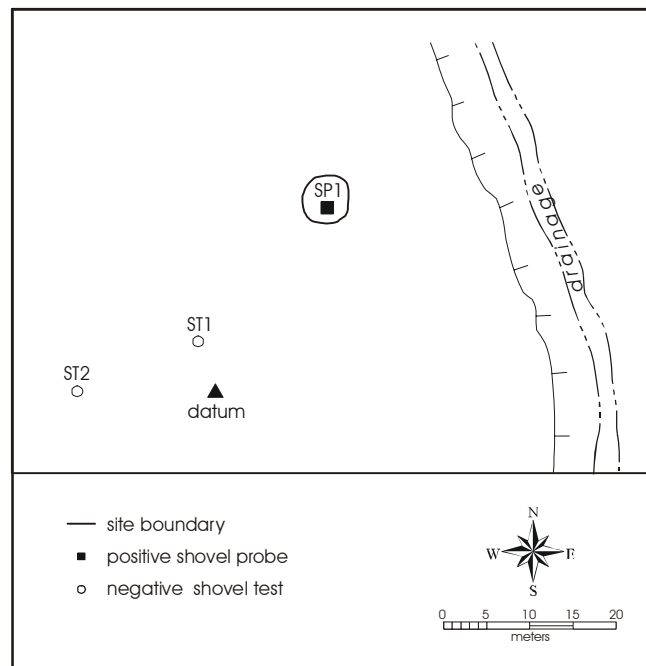 SP1
drainage
ST1
ST2
datum
site boundary
positive shovel probe
negative shovel test
N
W E
S
0 5 10 15 20
meters